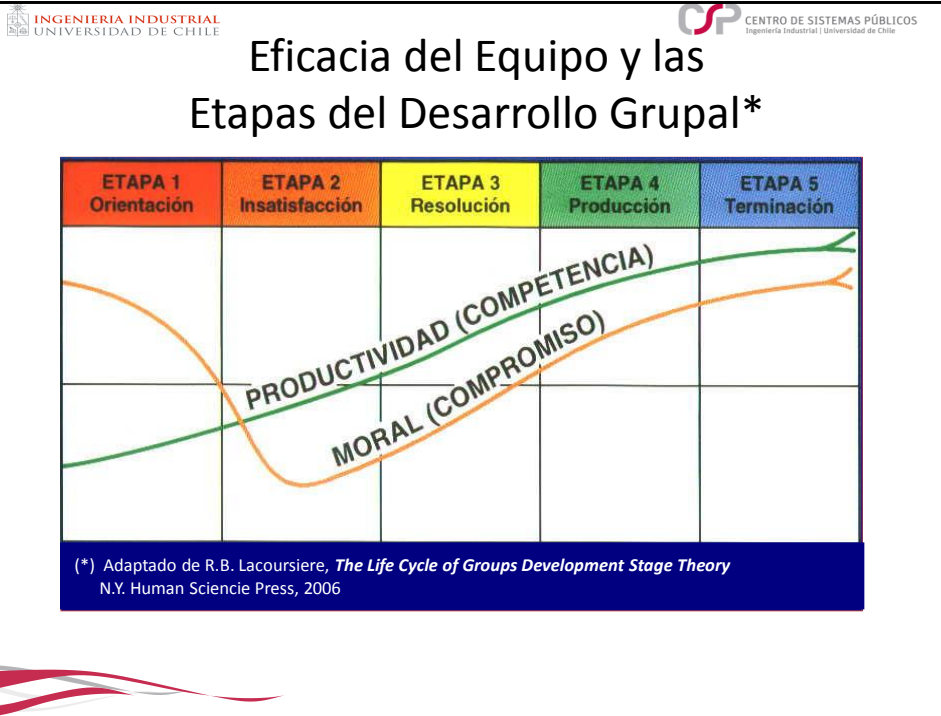 INGENIERIA INDUSTRIAL
UNIVERSIDAD DE CHILE
CSP
CENTRO DE SISTEMAS PÚBLICOS
Ingeniería Industrial | Universidad de Chile
Eficacia del Equipo y las
Etapas del Desarrollo Grupal*
ETAPA 1
Orientación
ETAPA 2
Insatisfacción
ETAPA 3
Resolución
ETAPA 4
Producción
ETAPA 5
Terminación
PRODUCTIVIDAD (COMPETENCIA)
MORAL (COMPROMISO)
(*) Adaptado de R.B. Lacoursiere, The Life Cycle of Groups Development Stage Theory
N.Y. Human Sciencie Press, 2006